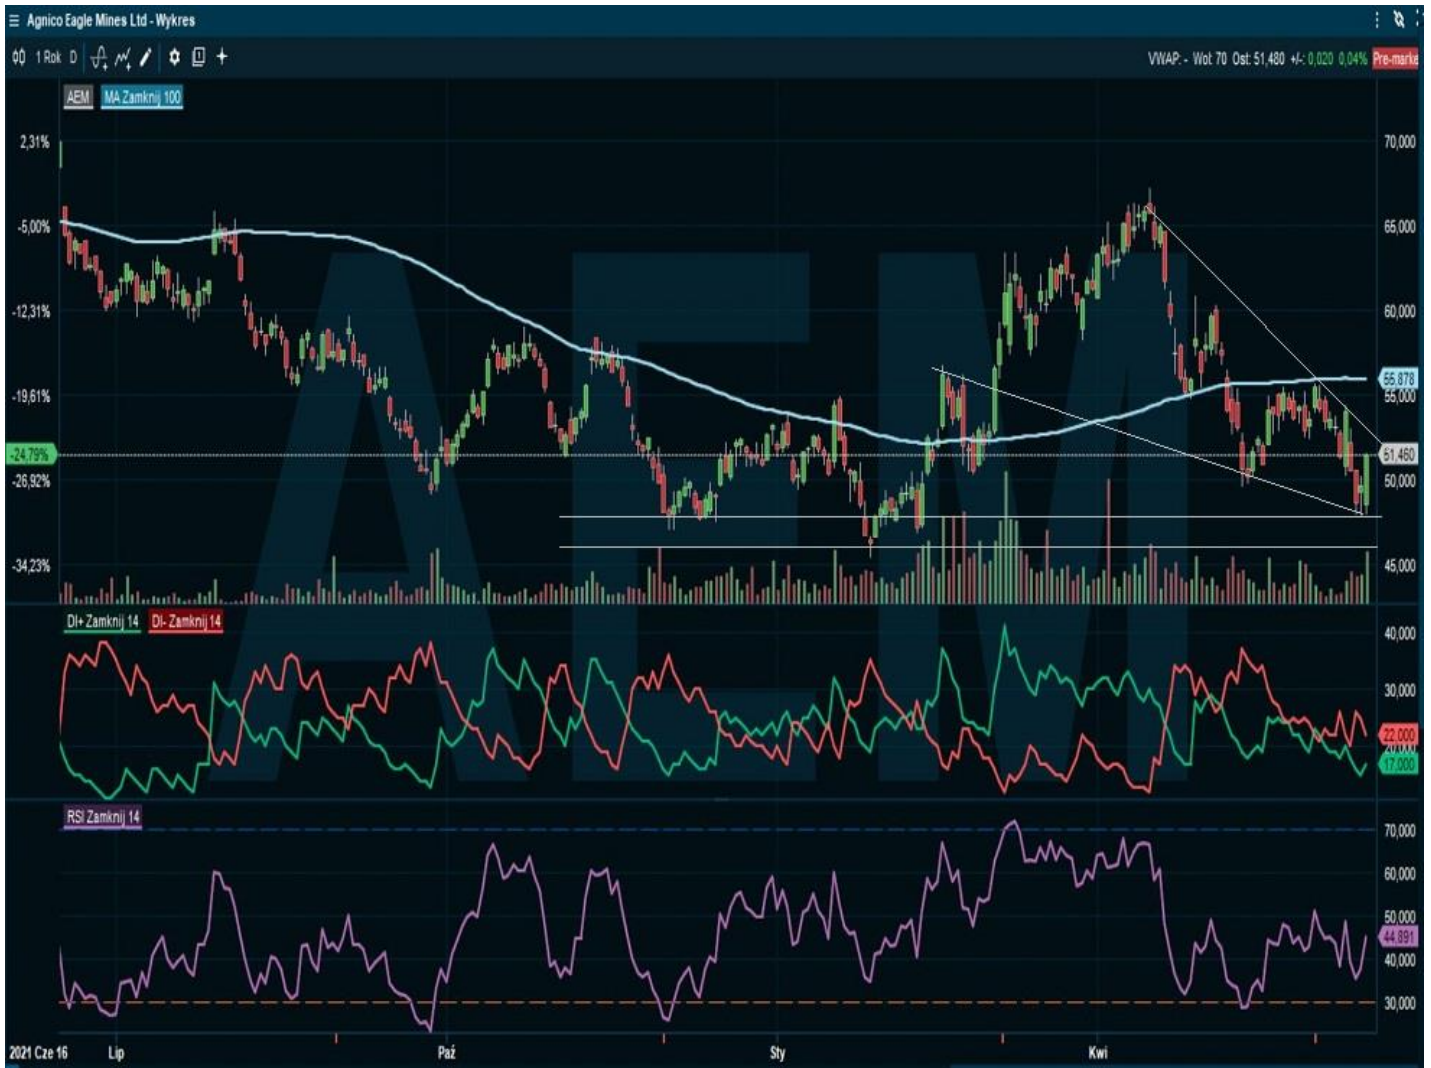 Agnico Eagle Mines Ltd - Wykres
1 Rok D
VWAP: - Wol: 70 Ost: 51,480 +/-: 0,020 0,04% Pre-marke
AEM MA Zamknij 100
2,31% 70,000
-5,00% 65,000
-12,31% 60,000
55,878
-19,61% 55,000
-24,79% 51,460
-26,92% 50,000
-34,23% 45,000
AEM
DI+ Zamknij 14 DI- Zamknij 14
40,000
30,000
22,000
20,000
17,000
RSI Zamknij 14
70,000
60,000
50,000
44,891
40,000
30,000
2021 Cze 16 Lip Paź Sty Kwi